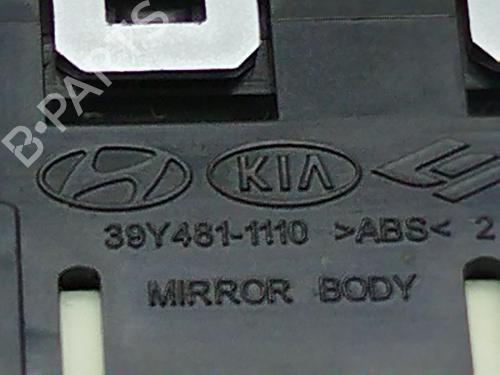 B-PARTS
KIA
39Y481-1110 >ABS< 2
MIRROR BODY